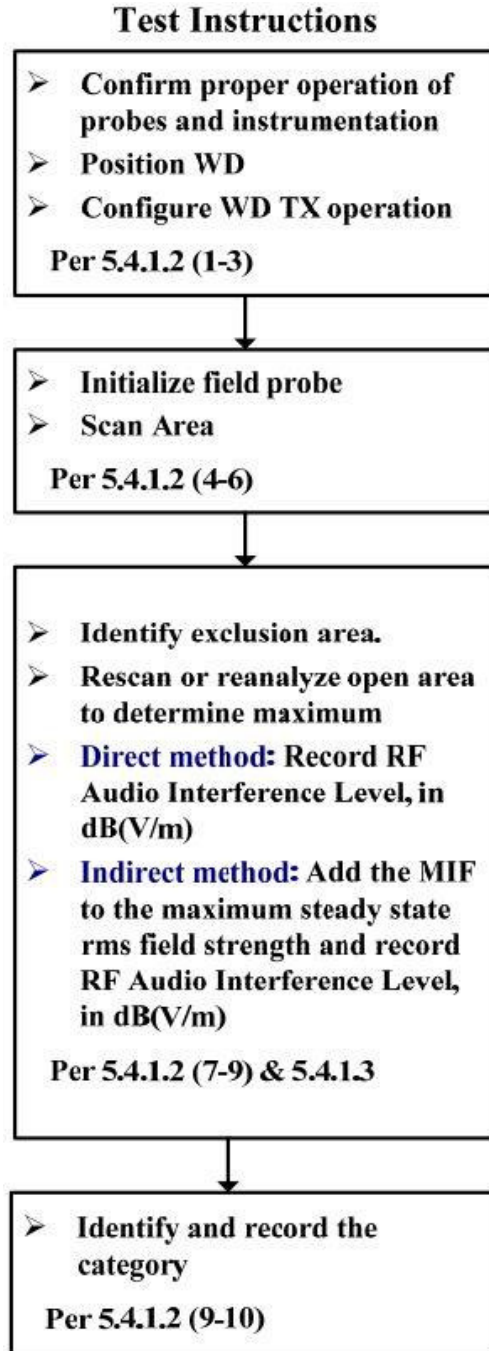 Test Instructions
➢ Confirm proper operation of
probes and instrumentation
➢ Position WD
➢ Configure WD TX operation
Per 5.4.1.2 (1-3)
➢ Initialize field probe
➢ Scan Area
Per 5.4.1.2 (4-6)
➢ Identify exclusion area.
➢ Rescan or reanalyze open area
to determine maximum
➢ Direct method: Record RF
Audio Interference Level, in
dB(V/m)
➢ Indirect method: Add the MIF
to the maximum steady state
rms field strength and record
RF Audio Interference Level,
in dB(V/m)
Per 5.4.1.2 (7-9) & 5.4.1.3
➢ Identify and record the
category
Per 5.4.1.2 (9-10)